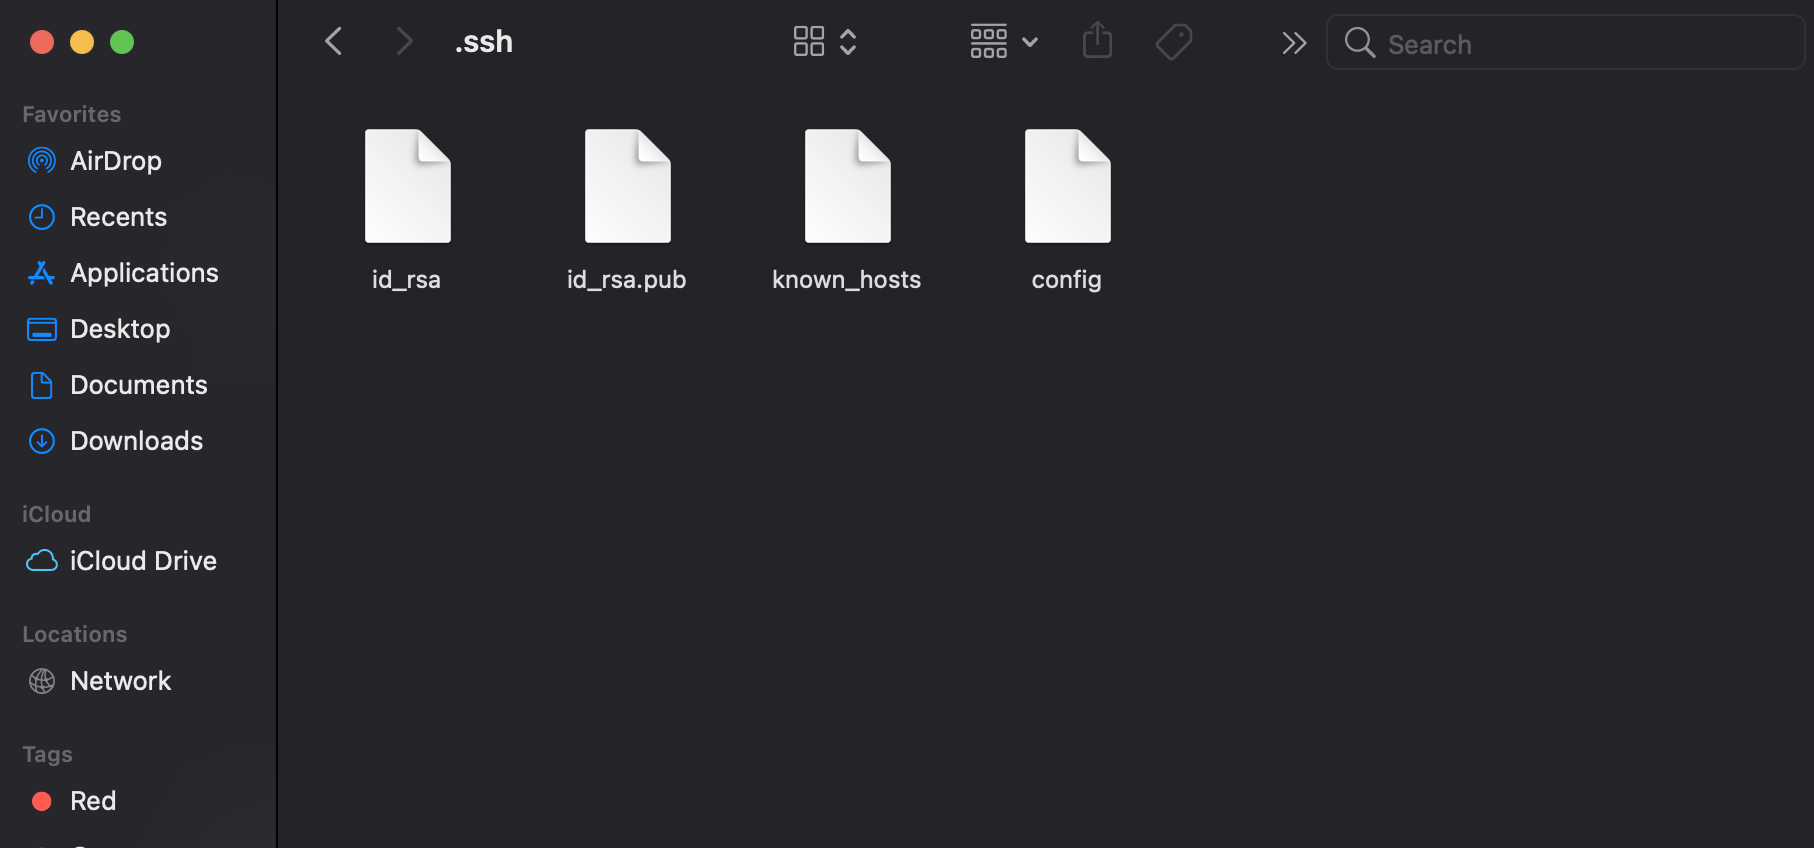 .ssh
Search
Favorites
AirDrop
Recents
Applications
Desktop
Documents
Downloads
iCloud
iCloud Drive
Locations
Network
Tags
Red
id_rsa
id_rsa.pub
known_hosts
config